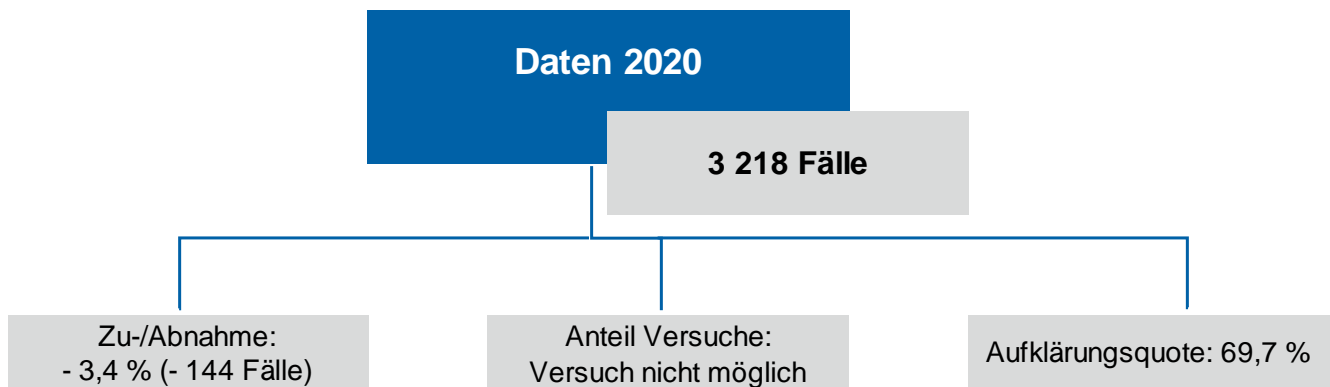 Daten 2020
3 218 Fälle
Zu-/Abnahme:
- 3,4 % (- 144 Fälle)
Anteil Versuche:
Versuch nicht möglich
Aufklärungsquote: 69,7 %